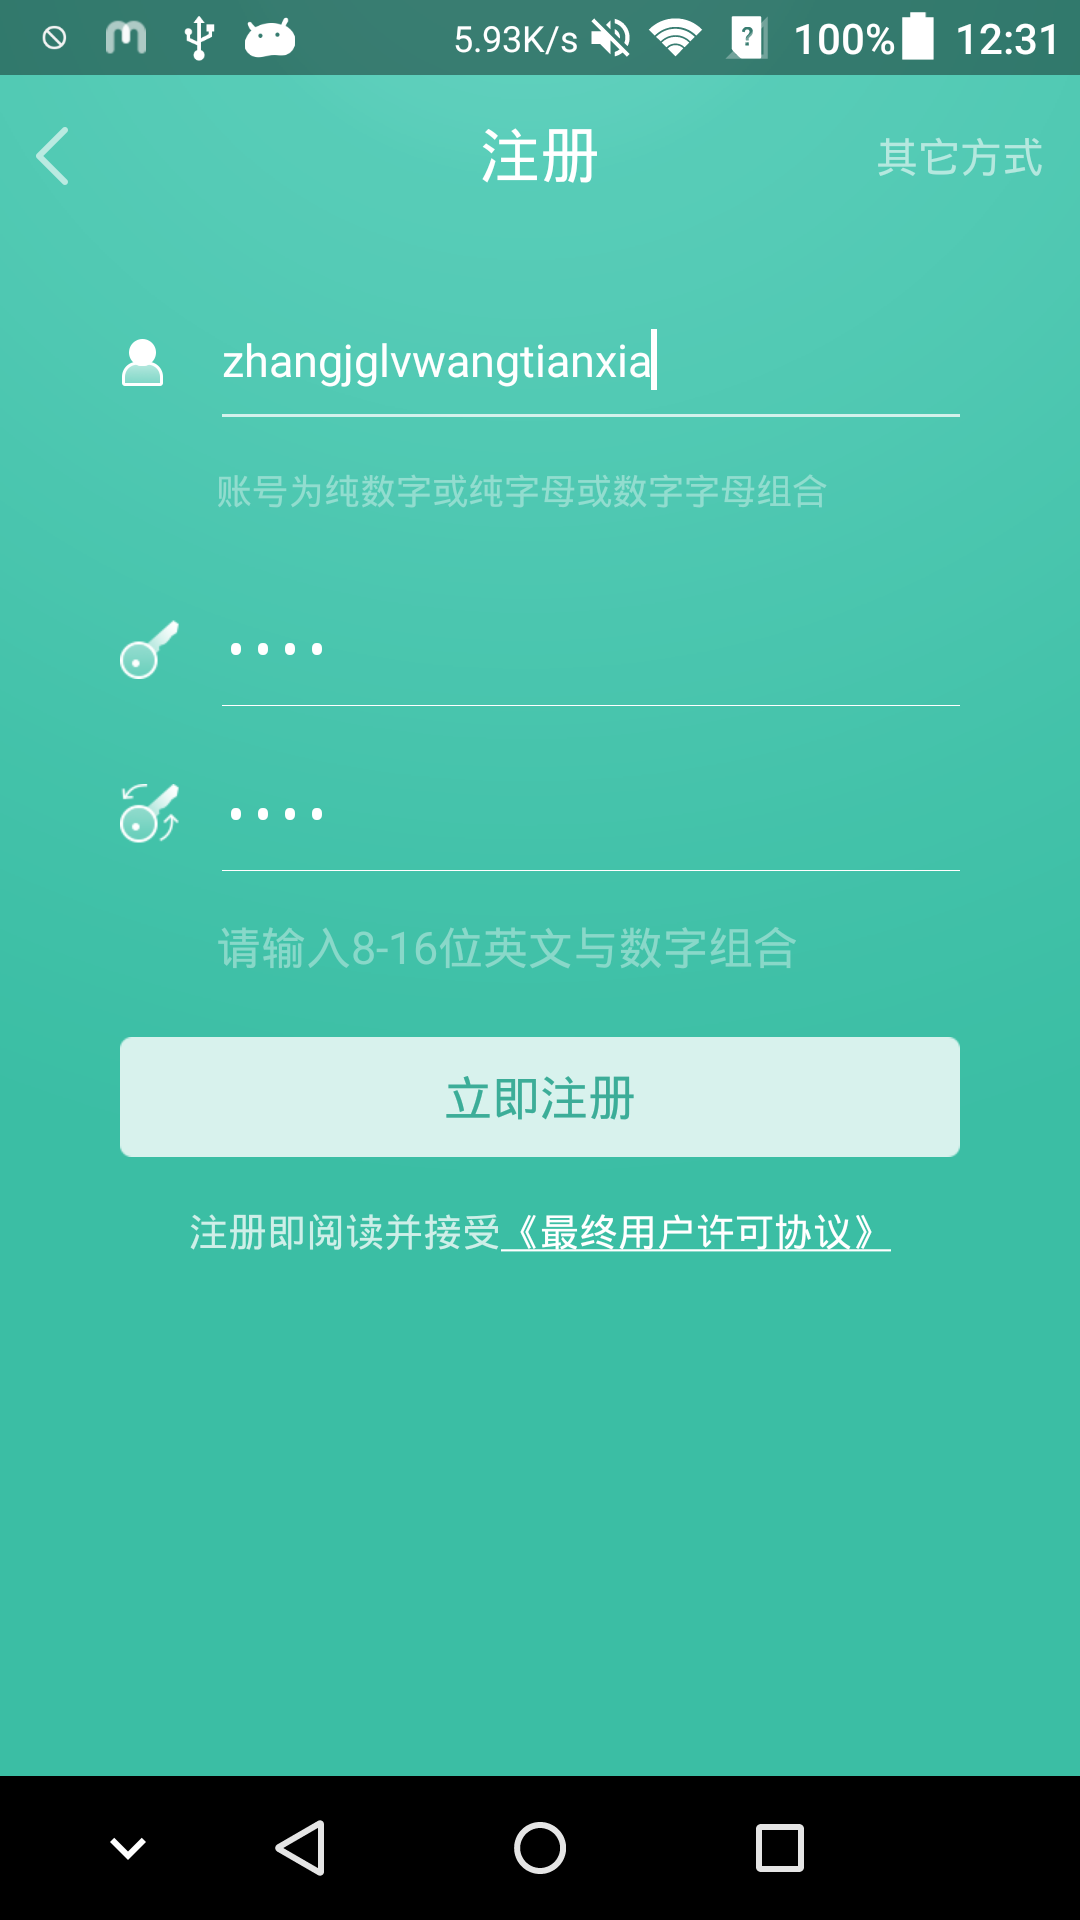 5.93K/s 100% 12:31
注册 其它方式
zhangjglvwangtianxia
账号为纯数字或纯字母或数字字母组合
••••
••••
请输入8-16位英文与数字组合
立即注册
注册即阅读并接受《最终用户许可协议》